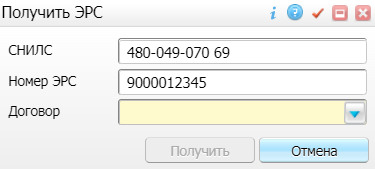 Получить ЭРС
СНИЛС 480-049-070 69
Номер ЭРС 9000012345
Договор
Получить Отмена